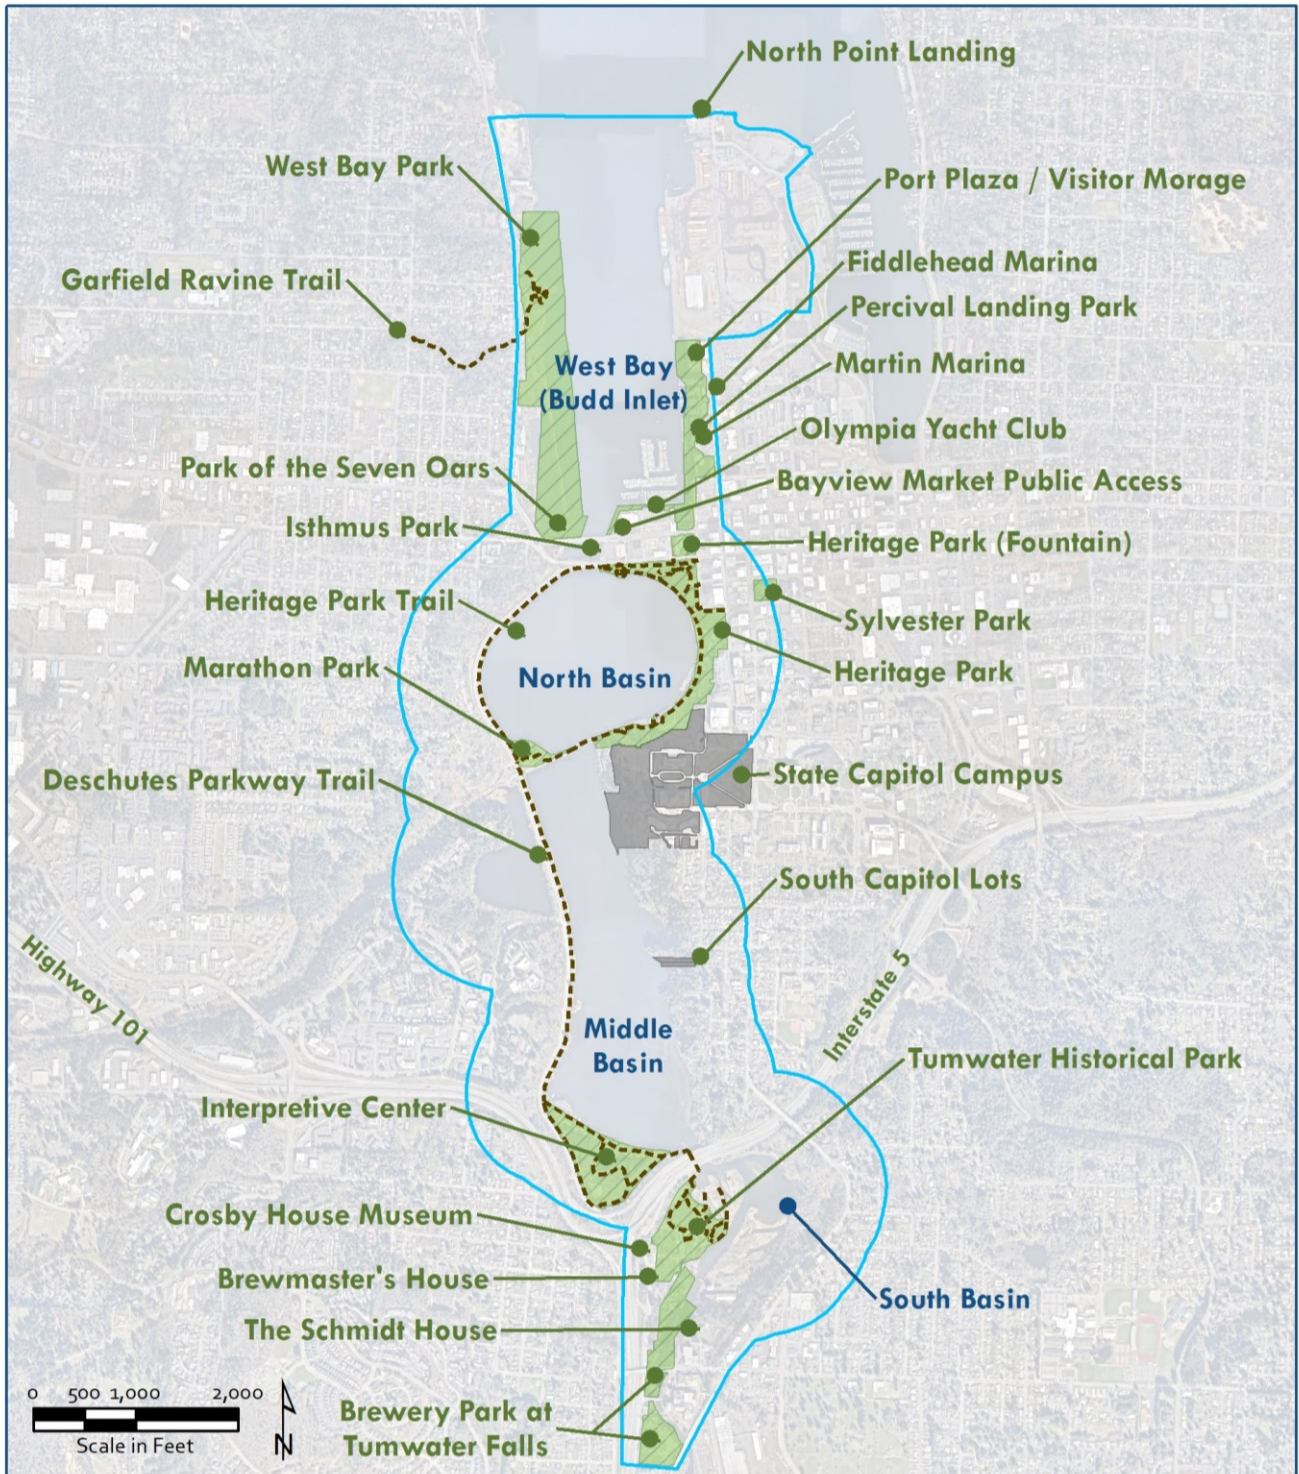 North Point Landing
West Bay Park
Port Plaza / Visitor Morage
Garfield Ravine Trail
Fiddlehead Marina
Percival Landing Park
West Bay
(Budd Inlet)
Martin Marina
Olympia Yacht Club
Park of the Seven Oars
Bayview Market Public Access
Isthmus Park
Heritage Park (Fountain)
Heritage Park Trail
Sylvester Park
Marathon Park
North Basin
Heritage Park
Deschutes Parkway Trail
State Capitol Campus
South Capitol Lots
Highway 101
Interstate 5
Middle
Basin
Tumwater Historical Park
Interpretive Center
Crosby House Museum
Brewmaster's House
South Basin
The Schmidt House
Brewery Park at
Tumwater Falls
0 500 1,000 2,000
Scale in Feet
N